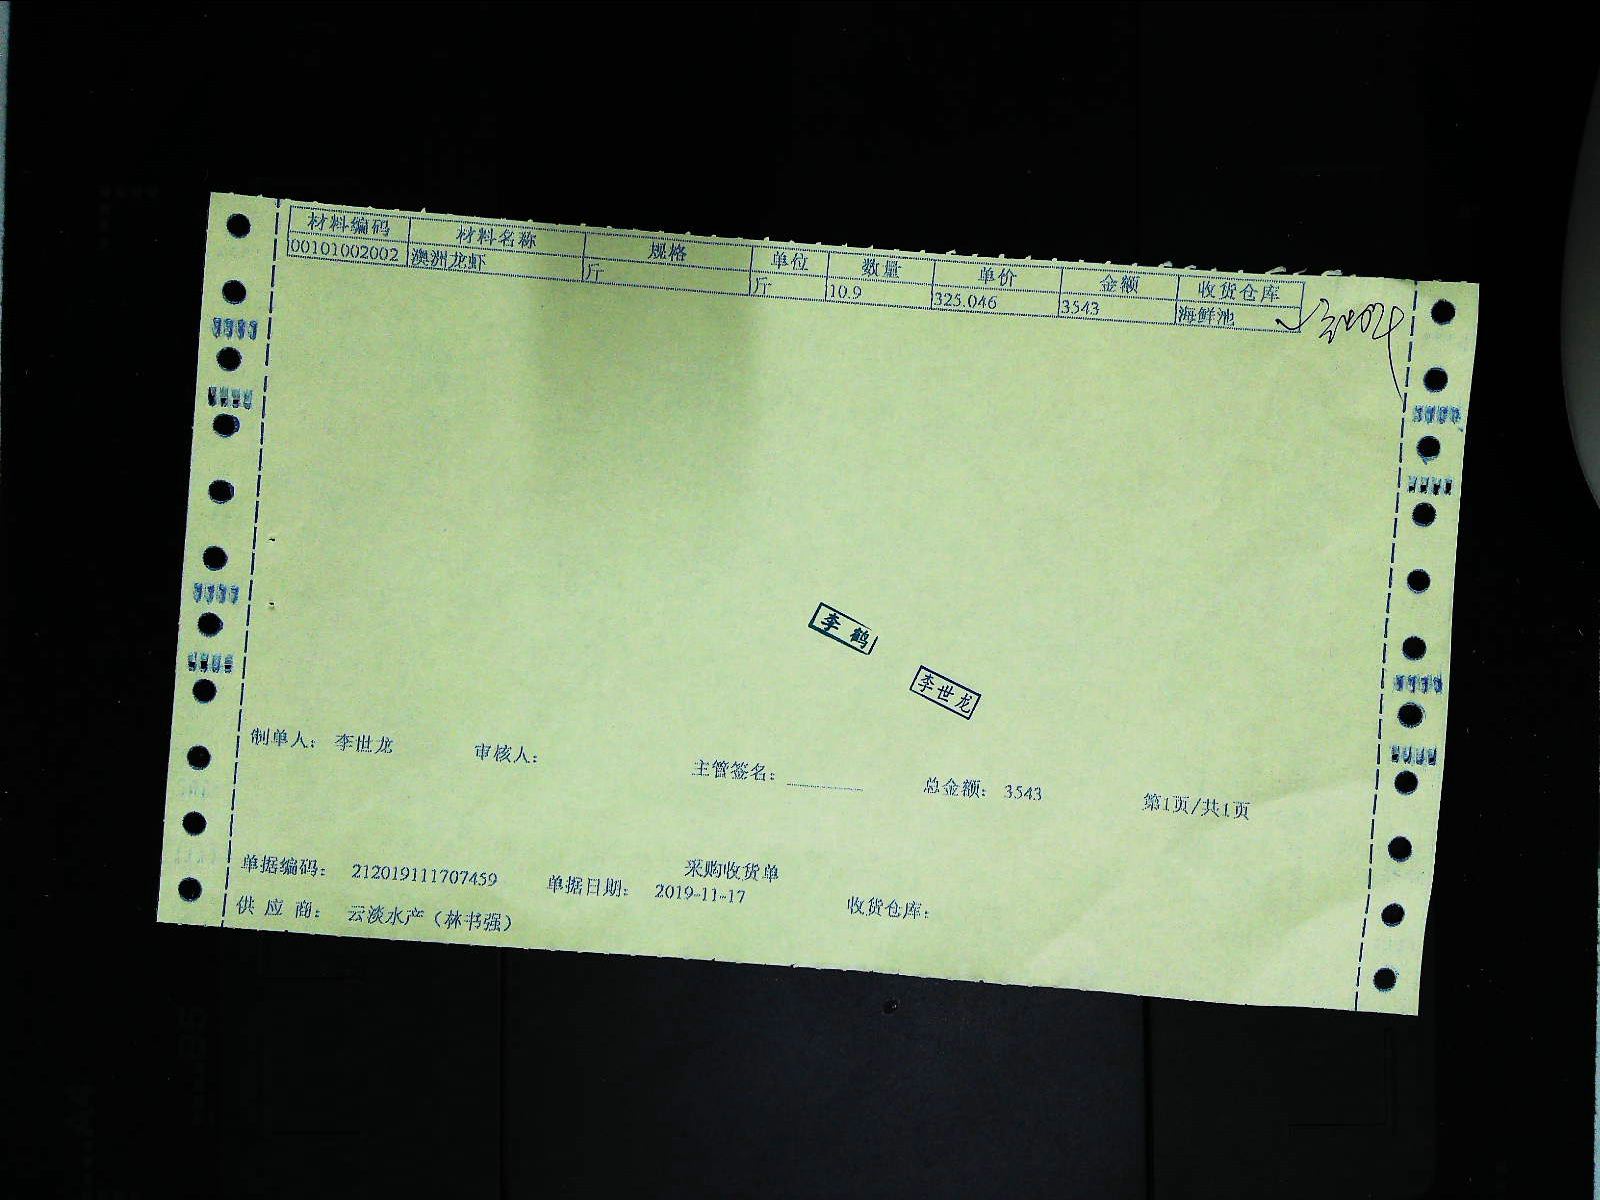 材料编码 材料名称 规格 单位 数量 单价 金额 收货仓库
00101002002 澳洲龙虾 斤 斤 10.9 325.046 3543 海鲜池
李鹤
李世龙
制单人： 李世龙 审核人： 主管签名： 总金额： 3543 第1页/共1页
采购收货单
单据编码： 212019111707459 单据日期： 2019-11-17 收货仓库：
供应商： 云淡水产（林书强）